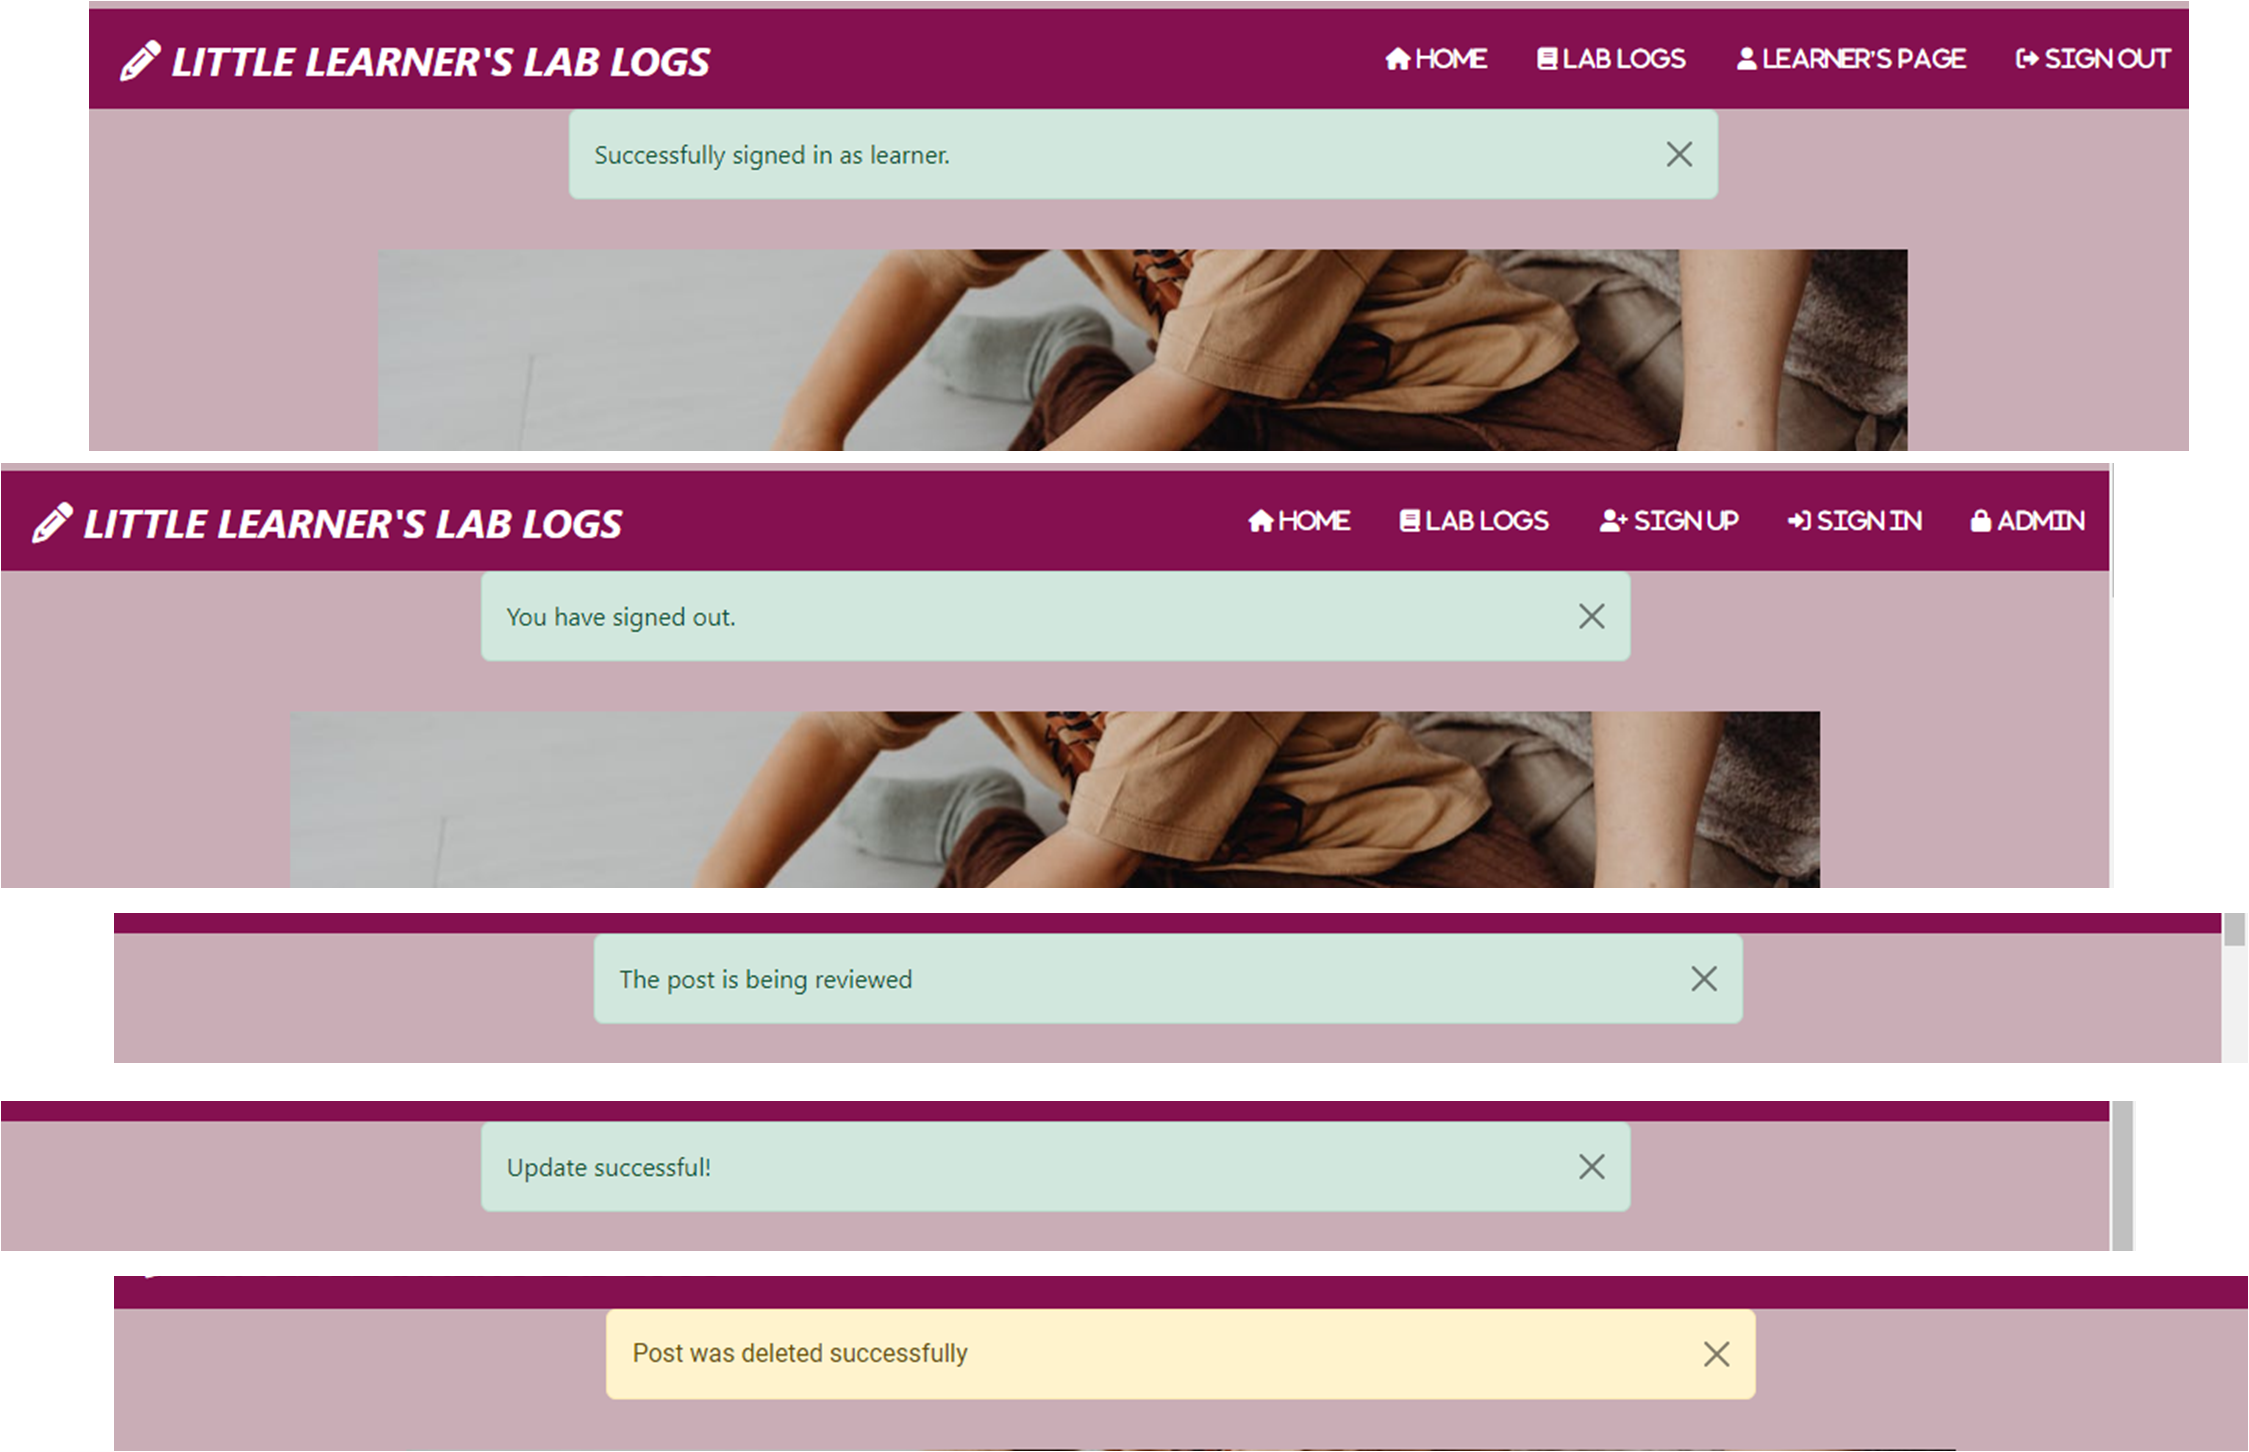 LITTLE LEARNER'S LAB LOGS HOME LAB LOGS LEARNER'S PAGE SIGN OUT
Successfully signed in as learner.
LITTLE LEARNER'S LAB LOGS HOME LAB LOGS SIGN UP SIGN IN ADMIN
You have signed out.
The post is being reviewed
Update successful!
Post was deleted successfully